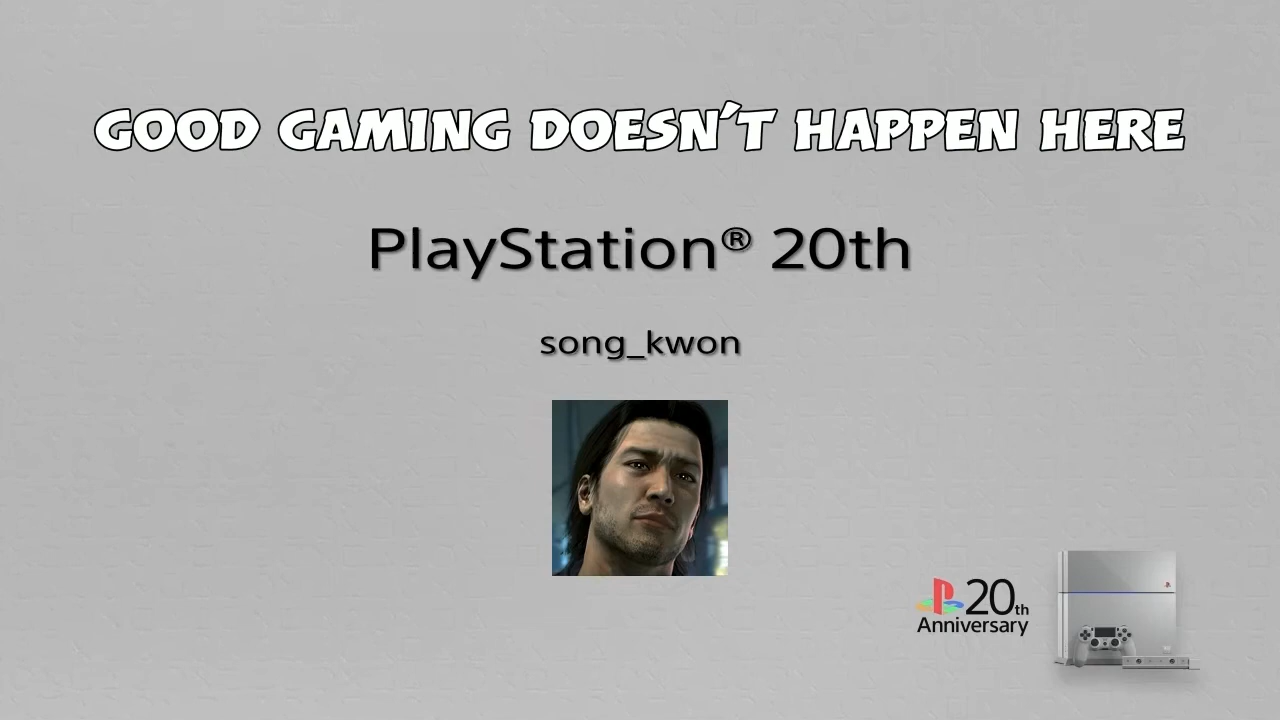 GOOD GAMING DOESN'T HAPPEN HERE
PlayStation® 20th
song_kwon
20th
Anniversary